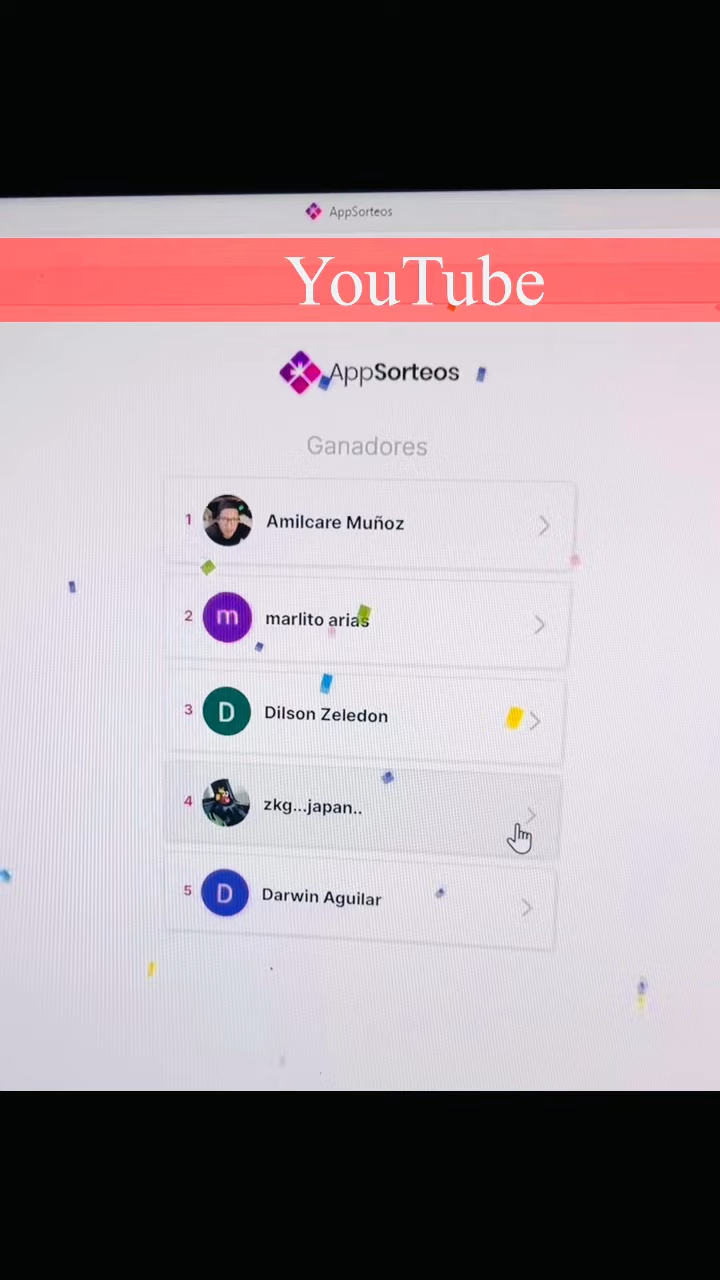 AppSorteos
YouTube
AppSorteos
Ganadores
1 Amilcare Muñoz
2 m marlito arias
3 D Dilson Zeledon
4 zkg...japan..
5 D Darwin Aguilar